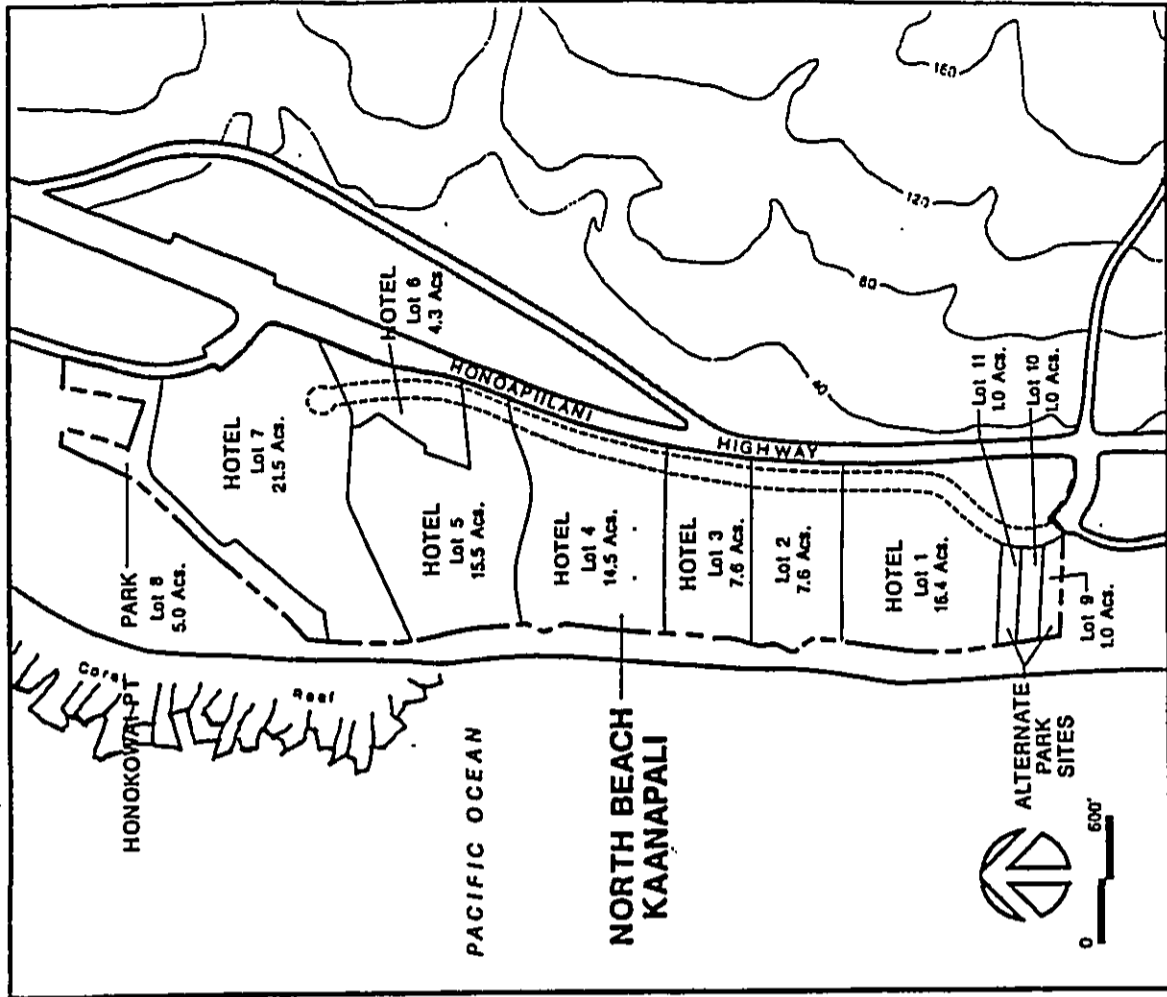 PARK
Lot 8
5.0 Acs.
Coral
Reef
HONOKOWAI PT
HOTEL
Lot 7
21.5 Acs.
HOTEL
Lot 6
4.3 Acs.
HONOAPIILANI
HIGHWAY
HOTEL
Lot 5
15.5 Acs.
HOTEL
Lot 4
14.5 Acs.
HOTEL
Lot 3
7.6 Acs.
Lot 2
7.6 Acs.
HOTEL
Lot 1
16.4 Acs.
Lot 11
1.0 Acs.
Lot 10
1.0 Acs.
Lot 9
1.0 Acs.
160
120
80
40
PACIFIC OCEAN
NORTH BEACH
KAANAPALI
ALTERNATE
PARK
SITES
0
600'